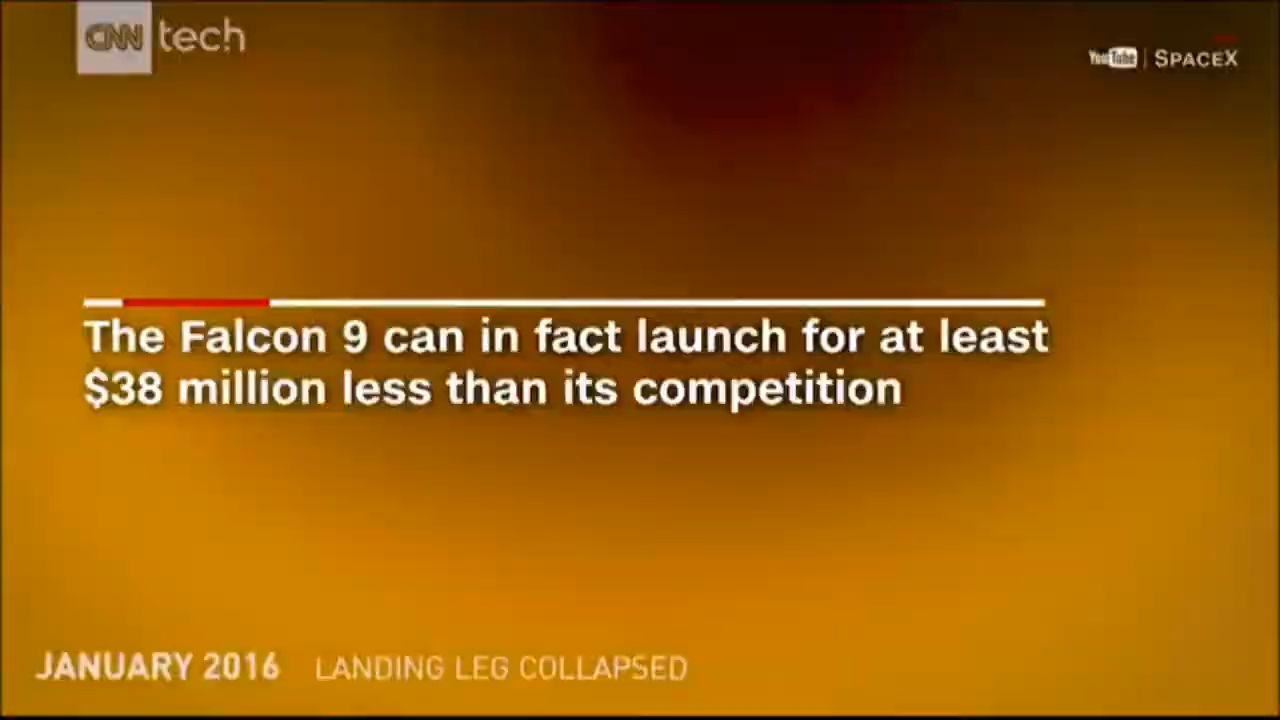 CNN tech
YouTube | SPACEX
The Falcon 9 can in fact launch for at least
$38 million less than its competition
JANUARY 2016 LANDING LEG COLLAPSED